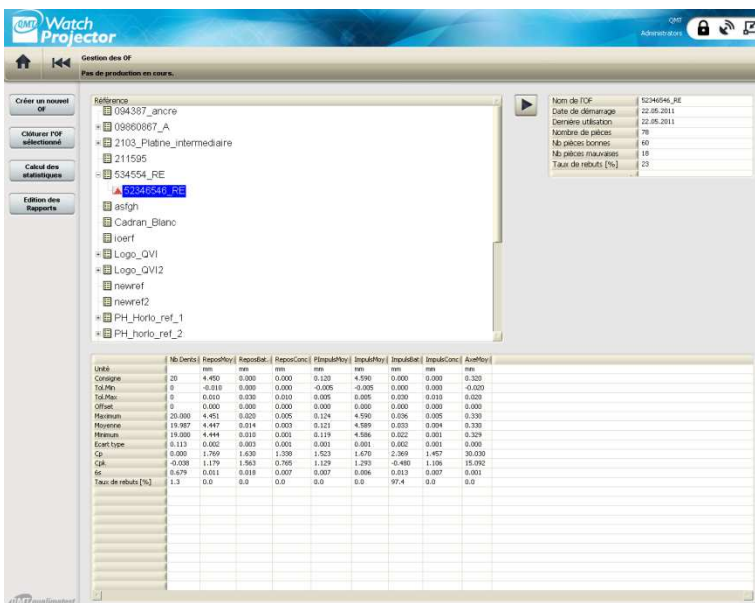 QMT Watch Projector
QMT
Administrators
Gestion des OF
Pas de production en cours.
Créer un nouvel OF
Clôturer l'OF sélectionné
Calcul des statistiques
Edition des Rapports
Référence
094387_ancre
09860867_A
2103_Platine_intermediaire
211595
534554_RE
52346546_RE
asfgh
Cadran_Blanc
ioerf
Logo_QVI
Logo_QVI2
newref
newref2
PH_Horlo_ref_1
PH_horlo_ref_2
Nom de l'OF 52346546_RE
Date de démarrage 22.05.2011
Dernière utilisation 22.05.2011
Nombre de pièces 78
Nb pièces bonnes 60
Nb pièces mauvaises 18
Taux de rebuts [%] 23
Nb Dents ReposMoy ReposBat. ReposConc PImpulsMoy ImpulsMoy ImpulsBat ImpulsConc AxeMoy
Unité mm mm mm mm mm mm mm mm
Consigne 20 4.450 0.000 0.000 0.120 4.590 0.000 0.000 0.320
Tol.Min 0 -0.010 0.000 0.000 -0.005 -0.005 0.000 0.000 -0.020
Tol.Max 0 0.010 0.030 0.010 0.005 0.005 0.030 0.010 0.020
Offset 0 0.000 0.000 0.000 0.000 0.000 0.000 0.000 0.000
Maximum 20.000 4.451 0.020 0.005 0.124 4.590 0.036 0.005 0.330
Moyenne 19.987 4.447 0.014 0.003 0.121 4.589 0.033 0.004 0.330
Minimum 19.000 4.444 0.010 0.001 0.119 4.586 0.022 0.001 0.329
Ecart type 0.113 0.002 0.003 0.001 0.001 0.001 0.002 0.001 0.000
Cp 0.000 1.769 1.630 1.338 1.523 1.670 2.369 1.457 30.030
Cpk -0.038 1.179 1.563 0.765 1.129 1.293 -0.480 1.106 15.092
6s 0.679 0.011 0.018 0.007 0.007 0.006 0.013 0.007 0.001
Taux de rebuts [%] 1.3 0.0 0.0 0.0 0.0 0.0 97.4 0.0 0.0